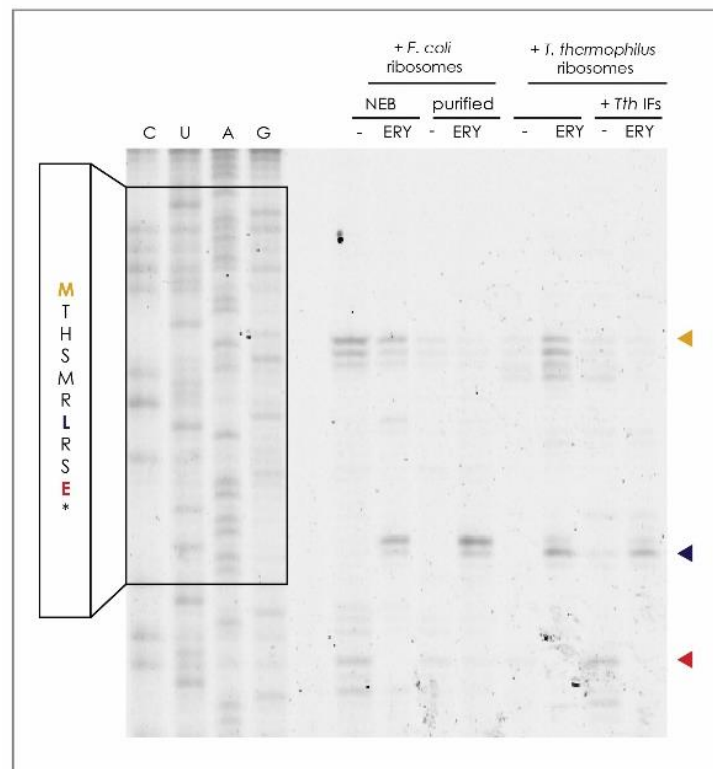 + E. coli
ribosomes
+ T. thermophilus
ribosomes
NEB
purified
+ Tth IFs
C U A G
- ERY - ERY - ERY - ERY
M
T
H
S
M
R
L
R
S
E
*